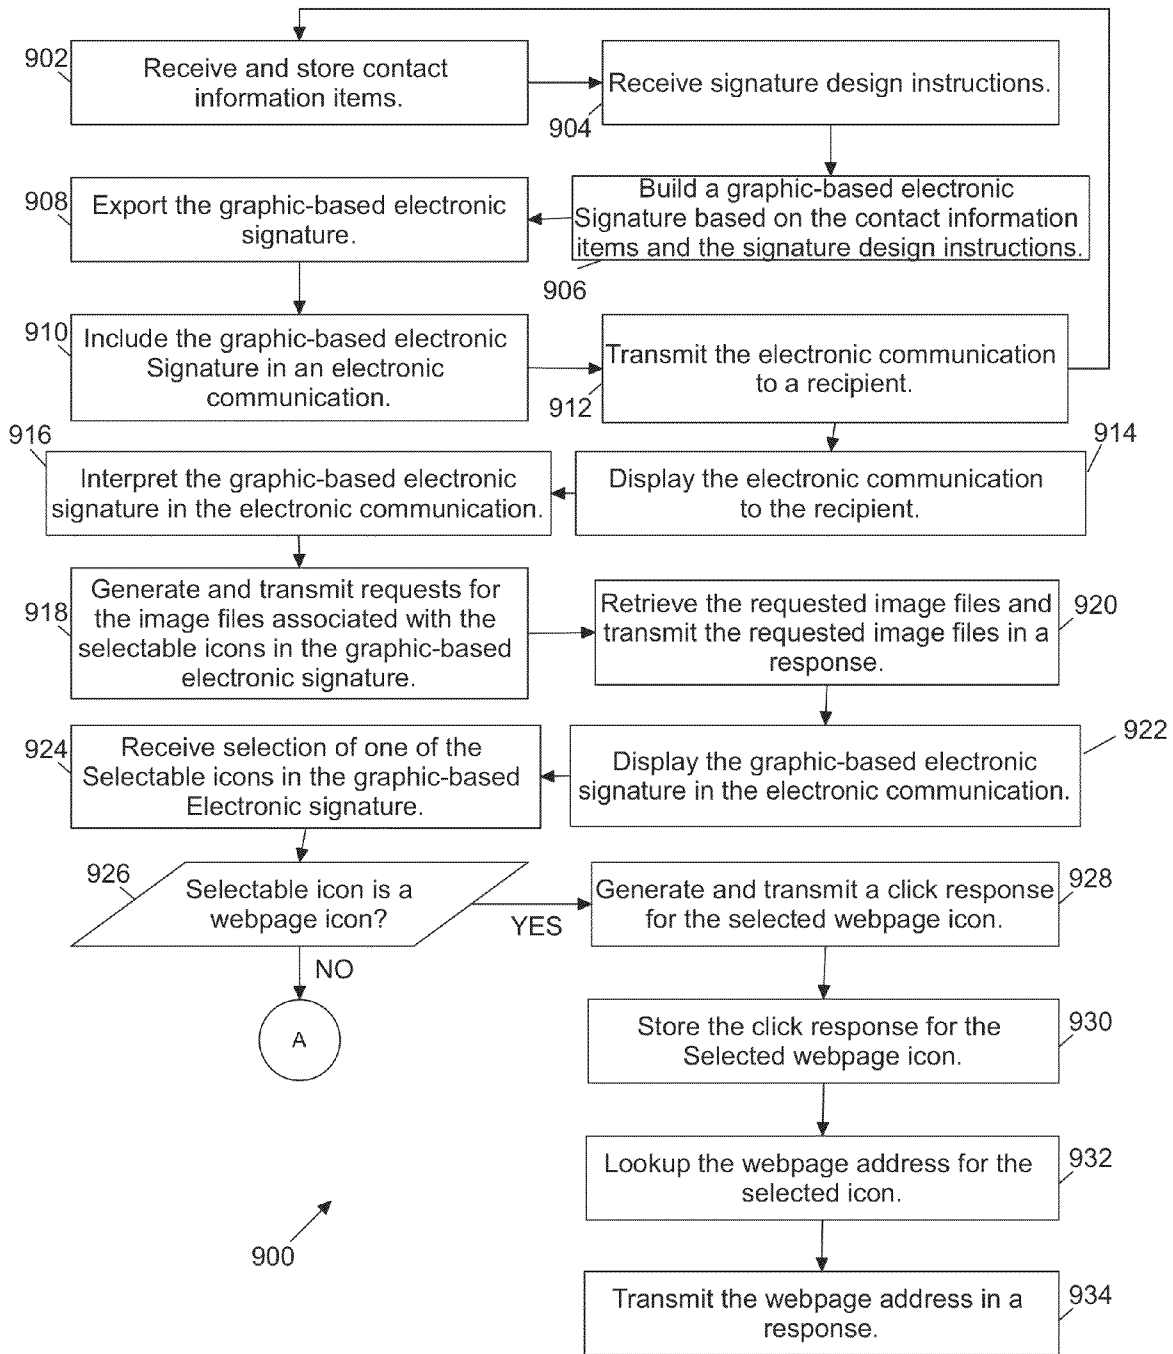 902
Receive and store contact
information items.
Receive signature design instructions.
904
908
Export the graphic-based electronic
signature.
Build a graphic-based electronic
Signature based on the contact information
items and the signature design instructions.
906
910
Include the graphic-based electronic
Signature in an electronic
communication.
Transmit the electronic communication
to a recipient.
912
916
Interpret the graphic-based electronic
signature in the electronic communication.
Display the electronic communication
to the recipient.
914
918
Generate and transmit requests for
the image files associated with the
selectable icons in the graphic-based
electronic signature.
Retrieve the requested image files and
transmit the requested image files in a
response.
920
924
Receive selection of one of the
Selectable icons in the graphic-based
Electronic signature.
Display the graphic-based electronic
signature in the electronic communication.
922
926
Selectable icon is a
webpage icon?
YES
NO
A
Generate and transmit a click response
for the selected webpage icon.
928
Store the click response for the
Selected webpage icon.
930
Lookup the webpage address for the
selected icon.
932
900
Transmit the webpage address in a
response.
934